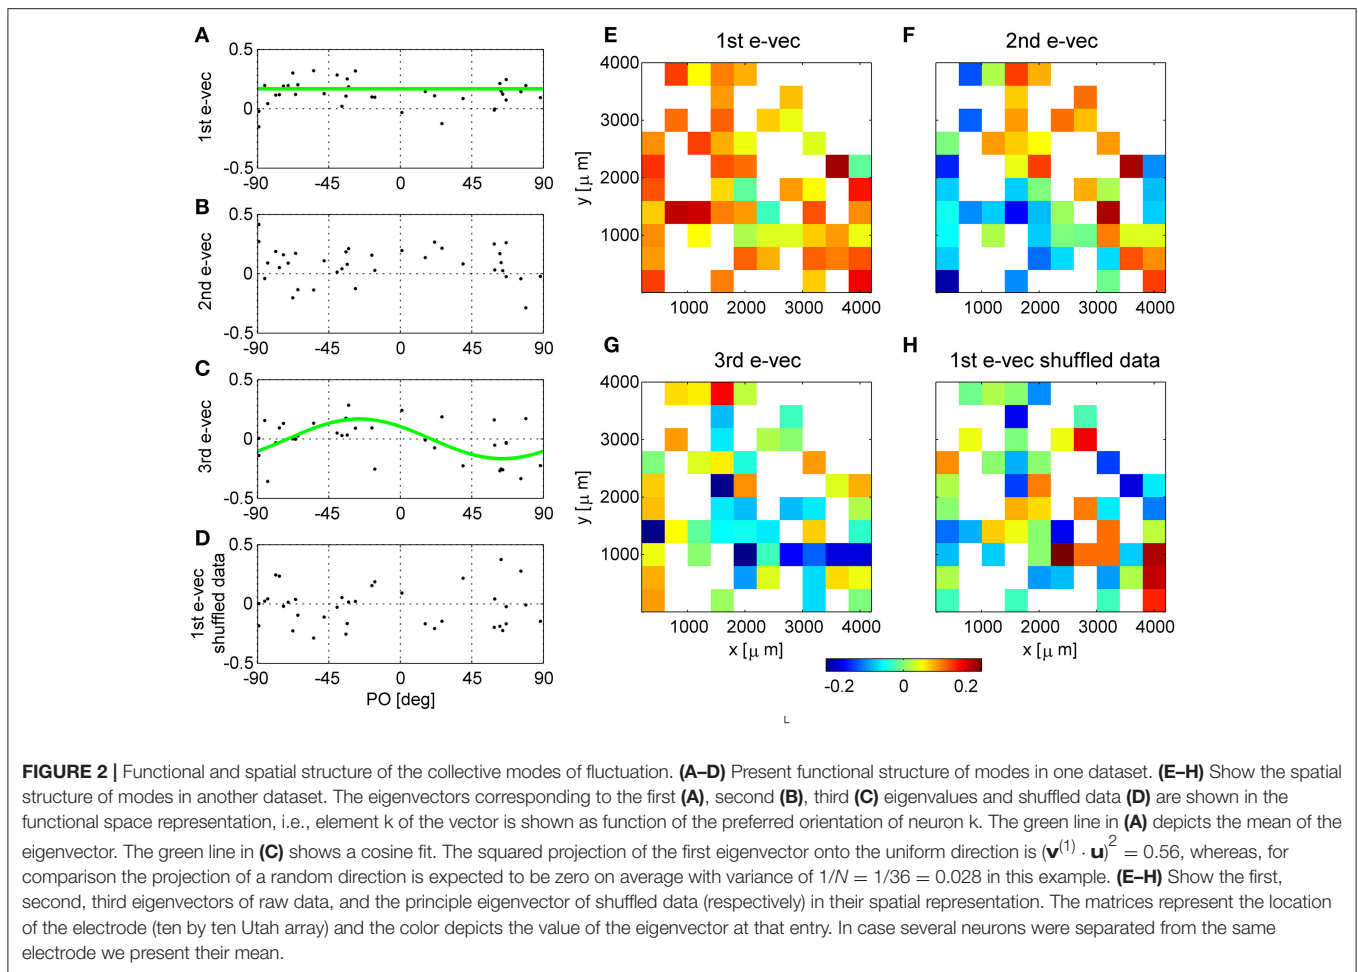 A
0.5
0
-0.5
1st e-vec
-90 -45 0 45 90
B
0.5
0
-0.5
2nd e-vec
-90 -45 0 45 90
C
0.5
0
-0.5
3rd e-vec
-90 -45 0 45 90
D
0.5
0
-0.5
1st e-vec
shuffled data
-90 -45 0 45 90
PO [deg]
E
1st e-vec
4000
3000
2000
1000
y [μ m]
1000 2000 3000 4000
F
2nd e-vec
1000 2000 3000 4000
G
3rd e-vec
4000
3000
2000
1000
y [μ m]
1000 2000 3000 4000
x [μ m]
H
1st e-vec shuffled data
1000 2000 3000 4000
x [μ m]
-0.2 0 0.2
L
FIGURE 2 | Functional and spatial structure of the collective modes of fluctuation. (A–D) Present functional structure of modes in one dataset. (E–H) Show the spatial
structure of modes in another dataset. The eigenvectors corresponding to the first (A), second (B), third (C) eigenvalues and shuffled data (D) are shown in the
functional space representation, i.e., element k of the vector is shown as function of the preferred orientation of neuron k. The green line in (A) depicts the mean of the
eigenvector. The green line in (C) shows a cosine fit. The squared projection of the first eigenvector onto the uniform direction is (v⁽¹⁾ · u)² = 0.56, whereas, for
comparison the projection of a random direction is expected to be zero on average with variance of 1/N = 1/36 = 0.028 in this example. (E–H) Show the first,
second, third eigenvectors of raw data, and the principle eigenvector of shuffled data (respectively) in their spatial representation. The matrices represent the location
of the electrode (ten by ten Utah array) and the color depicts the value of the eigenvector at that entry. In case several neurons were separated from the same
electrode we present their mean.